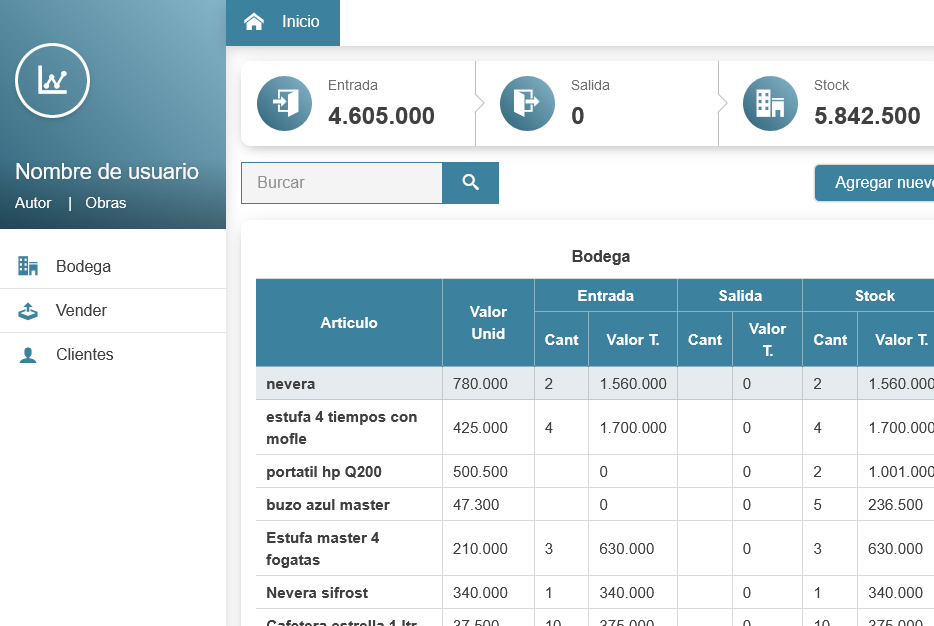 Inicio
Nombre de usuario
Autor | Obras
Bodega
Vender
Clientes
Entrada
4.605.000
Salida
0
Stock
5.842.500
Burcar
Agregar nuevo
Bodega
Articulo Valor Unid Entrada Salida Stock
Cant Valor T. Cant Valor T. Cant Valor T.
nevera 780.000 2 1.560.000 0 2 1.560.000
estufa 4 tiempos con
mofle 425.000 4 1.700.000 0 4 1.700.000
portatil hp Q200 500.500 0 0 2 1.001.000
buzo azul master 47.300 0 0 5 236.500
Estufa master 4
fogatas 210.000 3 630.000 0 3 630.000
Nevera sifrost 340.000 1 340.000 0 1 340.000
Cafetera estrella 1 ltr 37.500 10 375.000 0 10 375.000